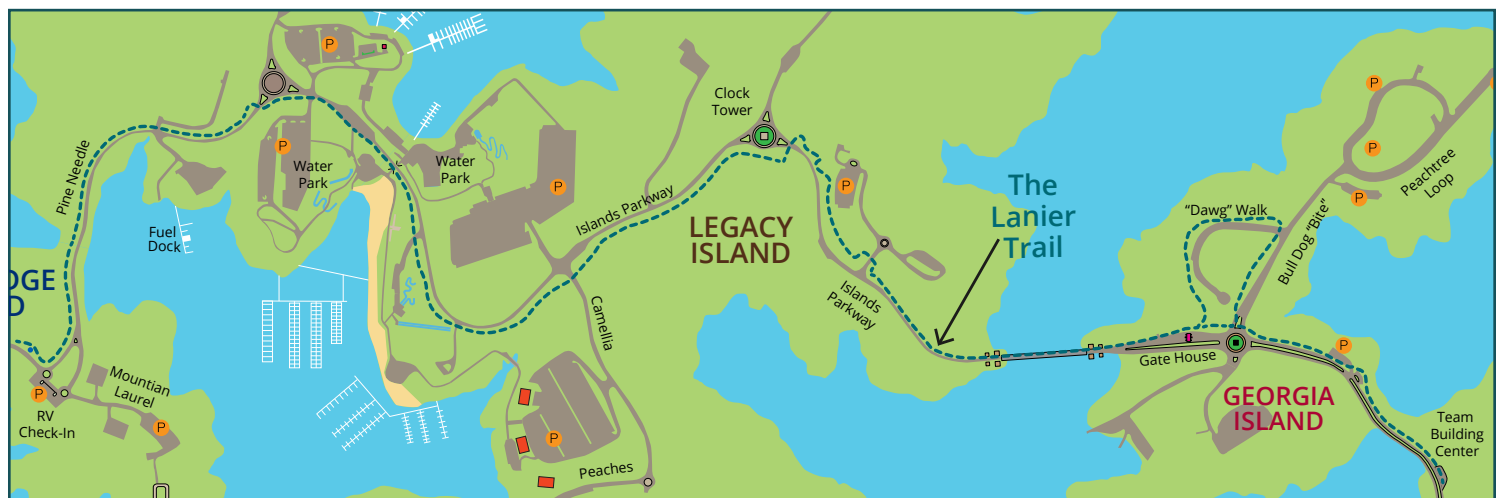 P
Clock
Tower
P
Pine Needle
P
Water
Park
Water
Park
P
P
P
Peachtree
Loop
P
Fuel
Dock
Islands Parkway
LEGACY
ISLAND
P
The
Lanier
Trail
"Dawg" Walk
Bull Dog "Bite"
DGE
D
Islands
Parkway
Camellia
Gate House
P
Mountian
Laurel
P
RV
Check-In
P
GEORGIA
ISLAND
Team
Building
Center
P
Peaches